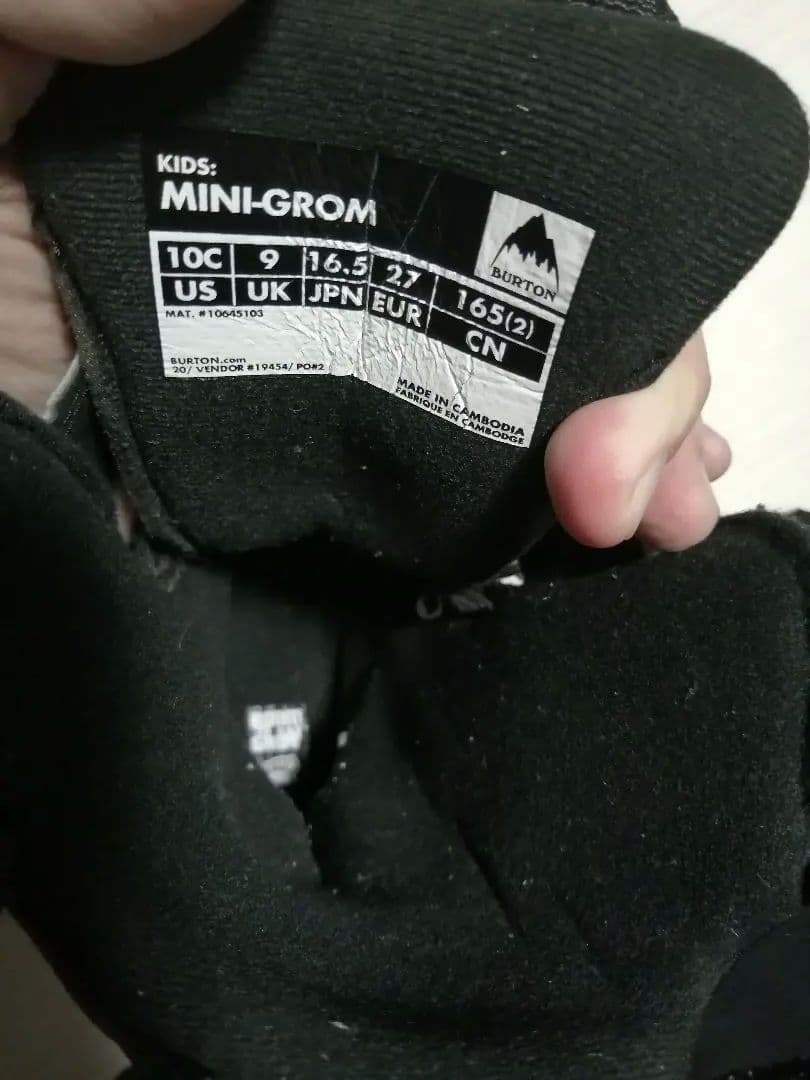 KIDS:
MINI-GROM
BURTON
10C 9 16.5 27 165(2)
US UK JPN EUR CN
MAT. #10645103
BURTON.com
20/ VENDOR #19454/ PO#2
MADE IN CAMBODIA
FABRIQUE EN CAMBODGE